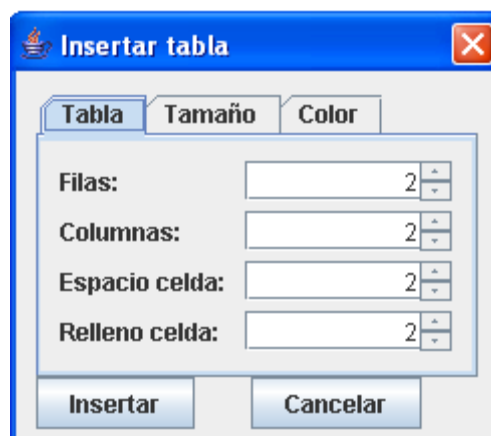 Insertar tabla
Tabla Tamaño Color
Filas: 2
Columnas: 2
Espacio celda: 2
Relleno celda: 2
Insertar Cancelar